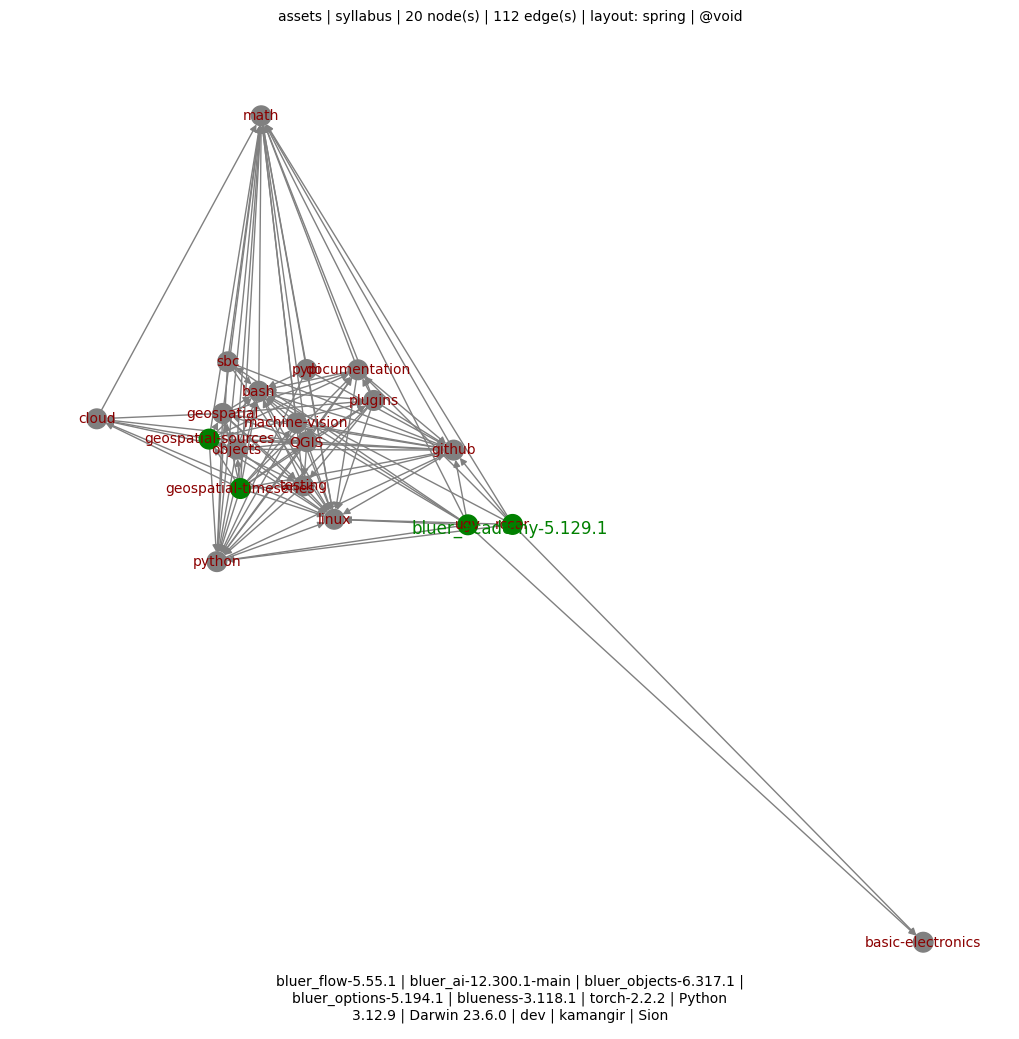 assets | syllabus | 20 node(s) | 112 edge(s) | layout: spring | @void
math
sbc
documentation
bash
plugins
geospatial
cloud
machine-vision
geospatial-sources
QGIS
objects
github
testing
geospatial-timeseries
linux
ugv
bluer_academy-5.129.1
python
basic-electronics
bluer_flow-5.55.1 | bluer_ai-12.300.1-main | bluer_objects-6.317.1 |
bluer_options-5.194.1 | blueness-3.118.1 | torch-2.2.2 | Python
3.12.9 | Darwin 23.6.0 | dev | kamangir | Sion